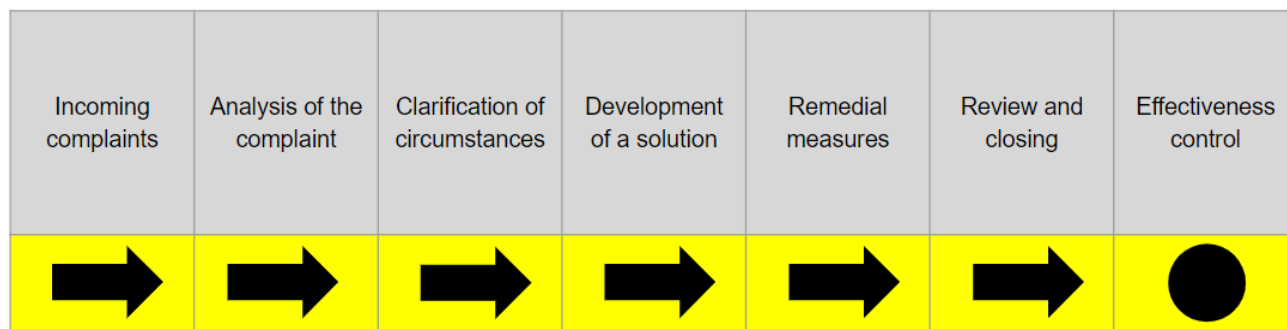 Incoming
complaints
Analysis of the
complaint
Clarification of
circumstances
Development
of a solution
Remedial
measures
Review and
closing
Effectiveness
control